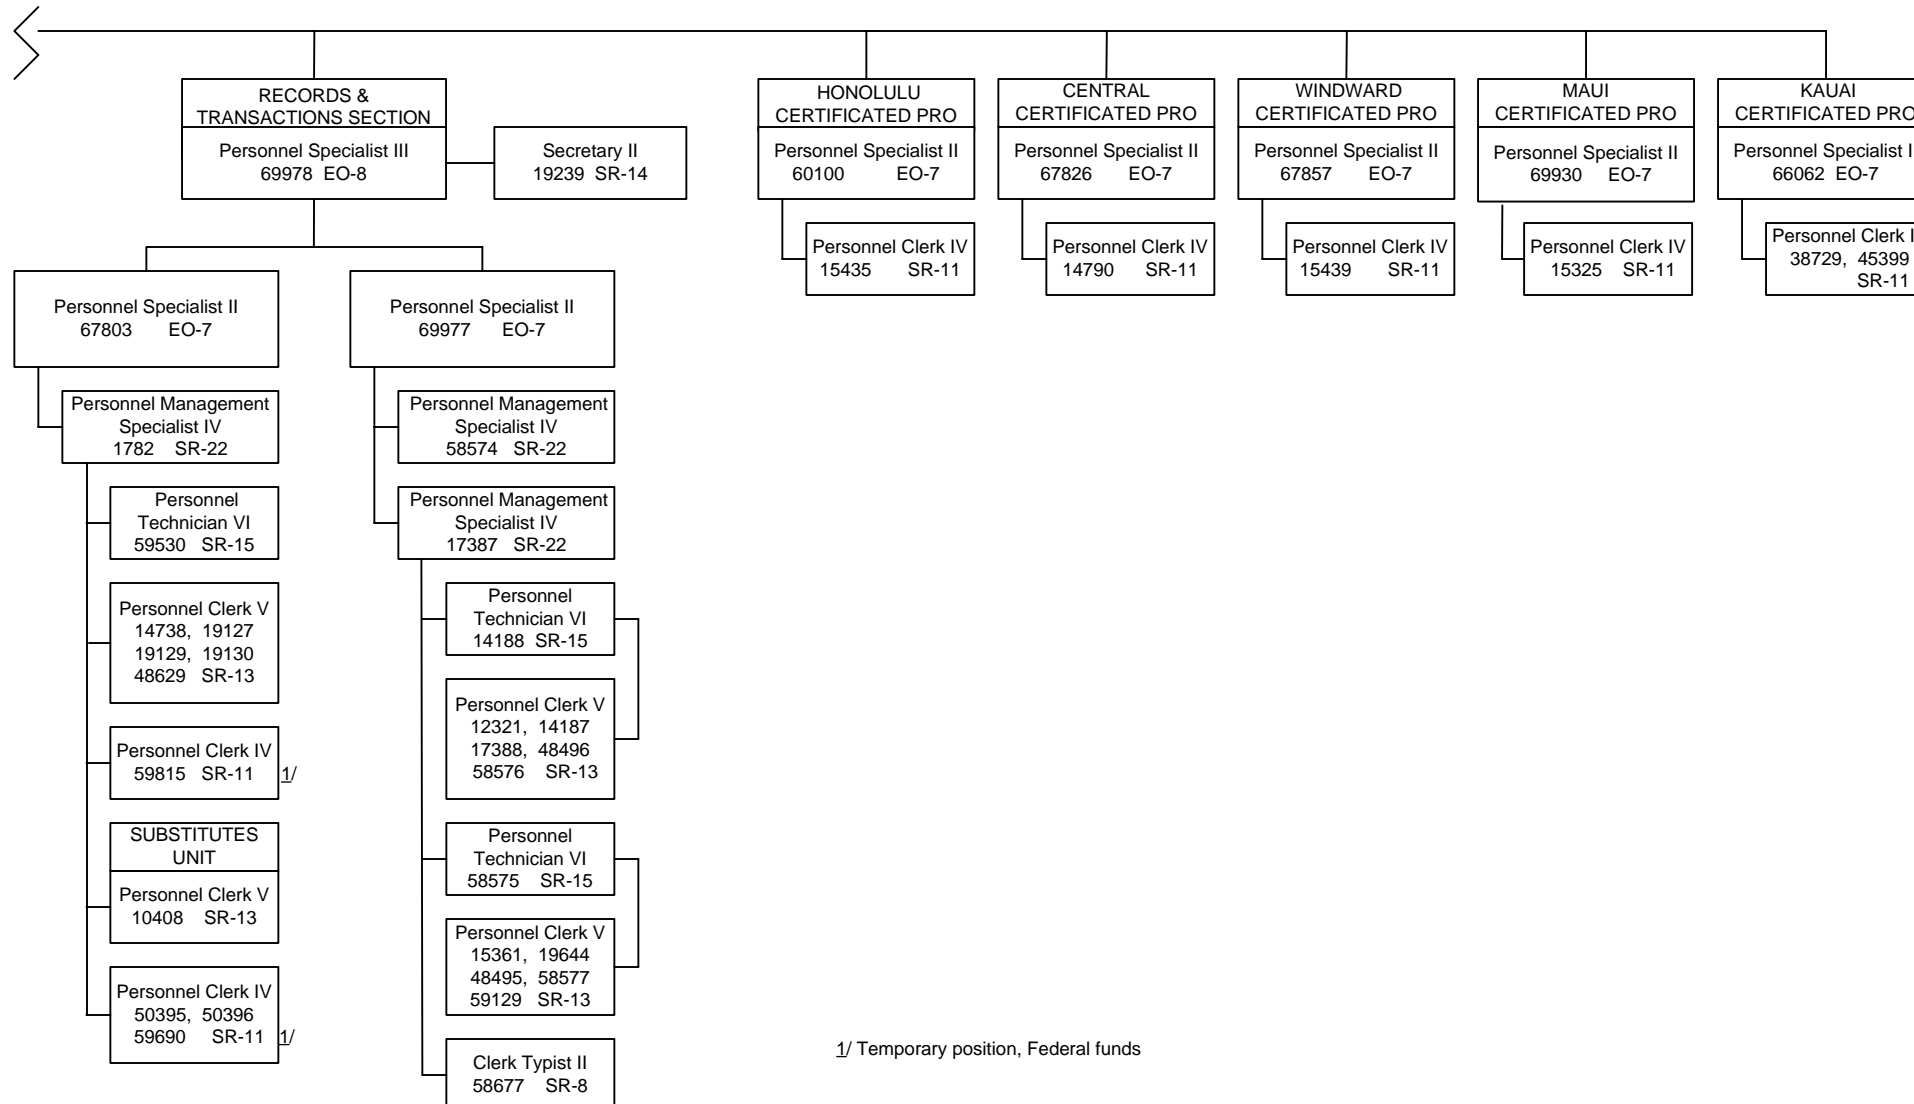 RECORDS &
TRANSACTIONS SECTION
Personnel Specialist III
69978 EO-8
Secretary II
19239 SR-14
HONOLULU
CERTIFICATED PRO
Personnel Specialist II
60100 EO-7
Personnel Clerk IV
15435 SR-11
CENTRAL
CERTIFICATED PRO
Personnel Specialist II
67826 EO-7
Personnel Clerk IV
14790 SR-11
WINDWARD
CERTIFICATED PRO
Personnel Specialist II
67857 EO-7
Personnel Clerk IV
15439 SR-11
MAUI
CERTIFICATED PRO
Personnel Specialist II
69930 EO-7
Personnel Clerk IV
15325 SR-11
KAUAI
CERTIFICATED PRO
Personnel Specialist
66062 EO-7
Personnel Clerk
38729, 45399
SR-11
Personnel Specialist II
67803 EO-7
Personnel Management
Specialist IV
1782 SR-22
Personnel
Technician VI
59530 SR-15
Personnel Clerk V
14738, 19127
19129, 19130
48629 SR-13
Personnel Clerk IV
59815 SR-11 1/
SUBSTITUTES
UNIT
Personnel Clerk V
10408 SR-13
Personnel Clerk IV
50395, 50396
59690 SR-11 1/
Personnel Specialist II
69977 EO-7
Personnel Management
Specialist IV
58574 SR-22
Personnel Management
Specialist IV
17387 SR-22
Personnel
Technician VI
14188 SR-15
Personnel Clerk V
12321, 14187
17388, 48496
58576 SR-13
Personnel
Technician VI
58575 SR-15
Personnel Clerk V
15361, 19644
48495, 58577
59129 SR-13
Clerk Typist II
58677 SR-8
1/ Temporary position, Federal funds